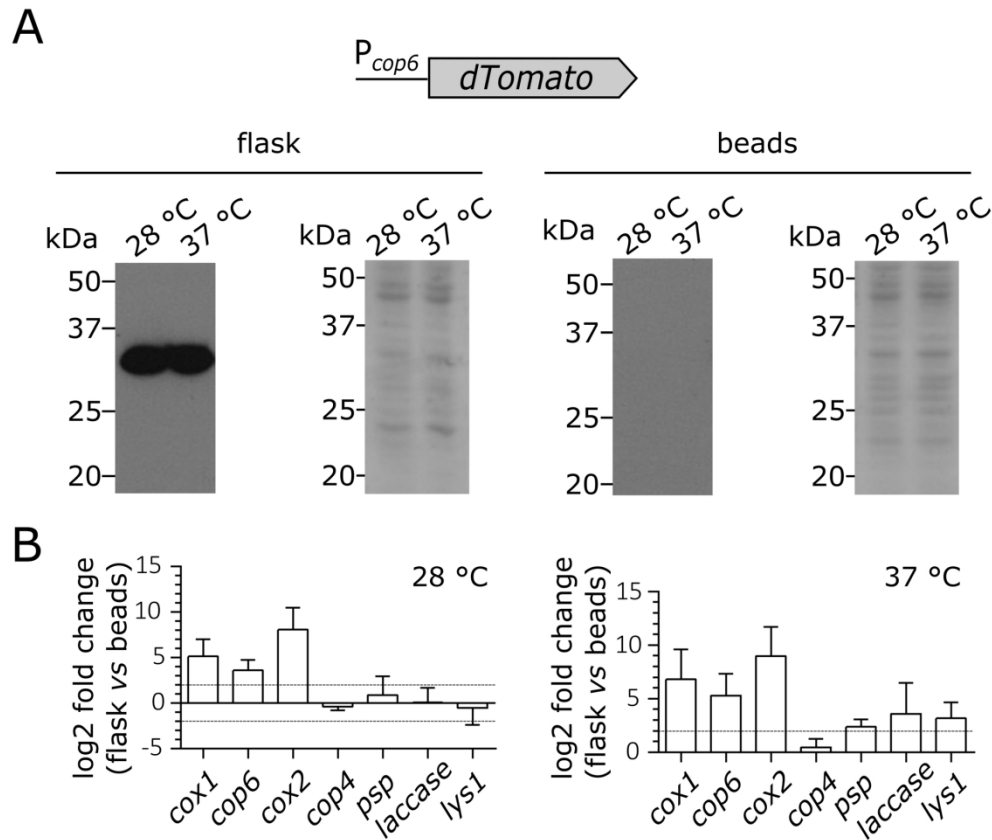 A
Pcop6
dTomato
flask
beads
kDa
28 °C
37 °C
50
37
25
20
kDa
28 °C
37 °C
50
37
25
20
kDa
28 °C
37 °C
50
37
25
20
kDa
28 °C
37 °C
50
37
25
20
B
log2 fold change
(flask vs beads)
15
10
5
0
-5
28 °C
cox1
cop6
cox2
cop4
psp
laccase
lys1
log2 fold change
(flask vs beads)
15
10
5
0
37 °C
cox1
cop6
cox2
cop4
psp
laccase
lys1